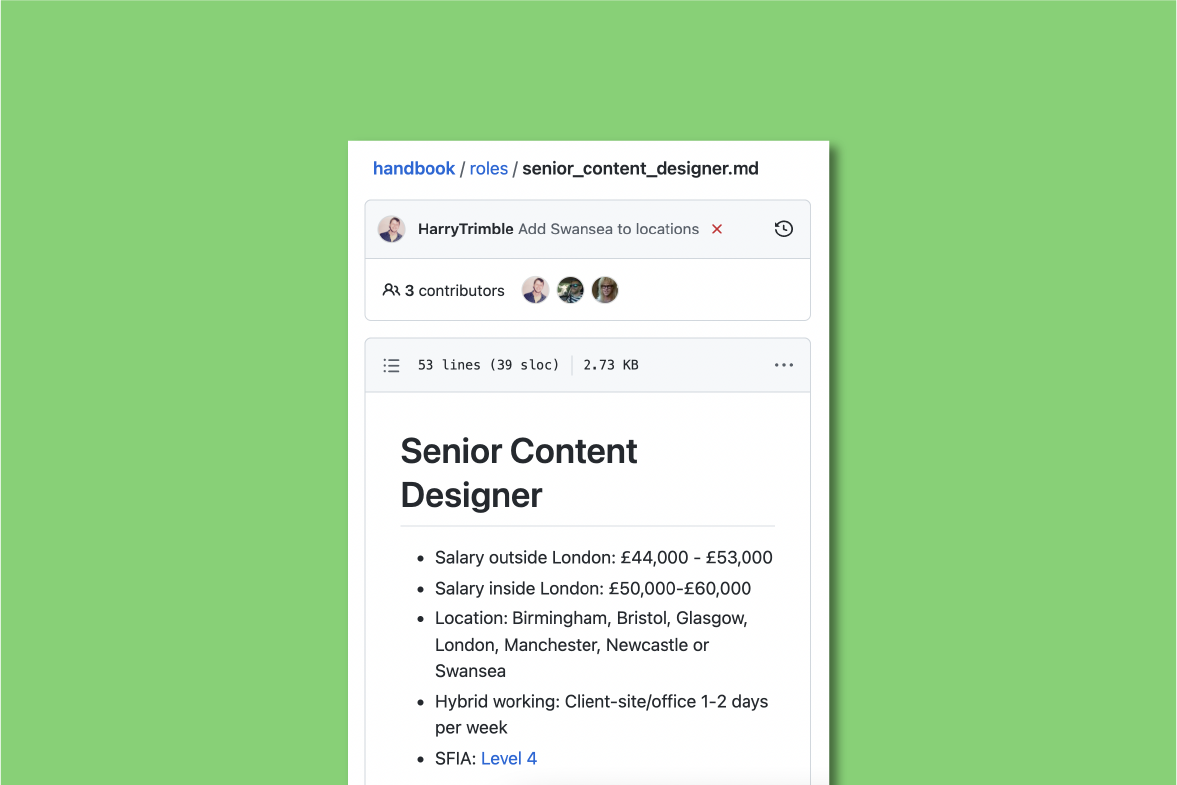 handbook / roles / senior_content_designer.md
HarryTrimble Add Swansea to locations
3 contributors
53 lines (39 sloc) 2.73 KB
Senior Content
Designer
Salary outside London: £44,000 - £53,000
Salary inside London: £50,000-£60,000
Location: Birmingham, Bristol, Glasgow,
London, Manchester, Newcastle or
Swansea
Hybrid working: Client-site/office 1-2 days
per week
SFIA: Level 4